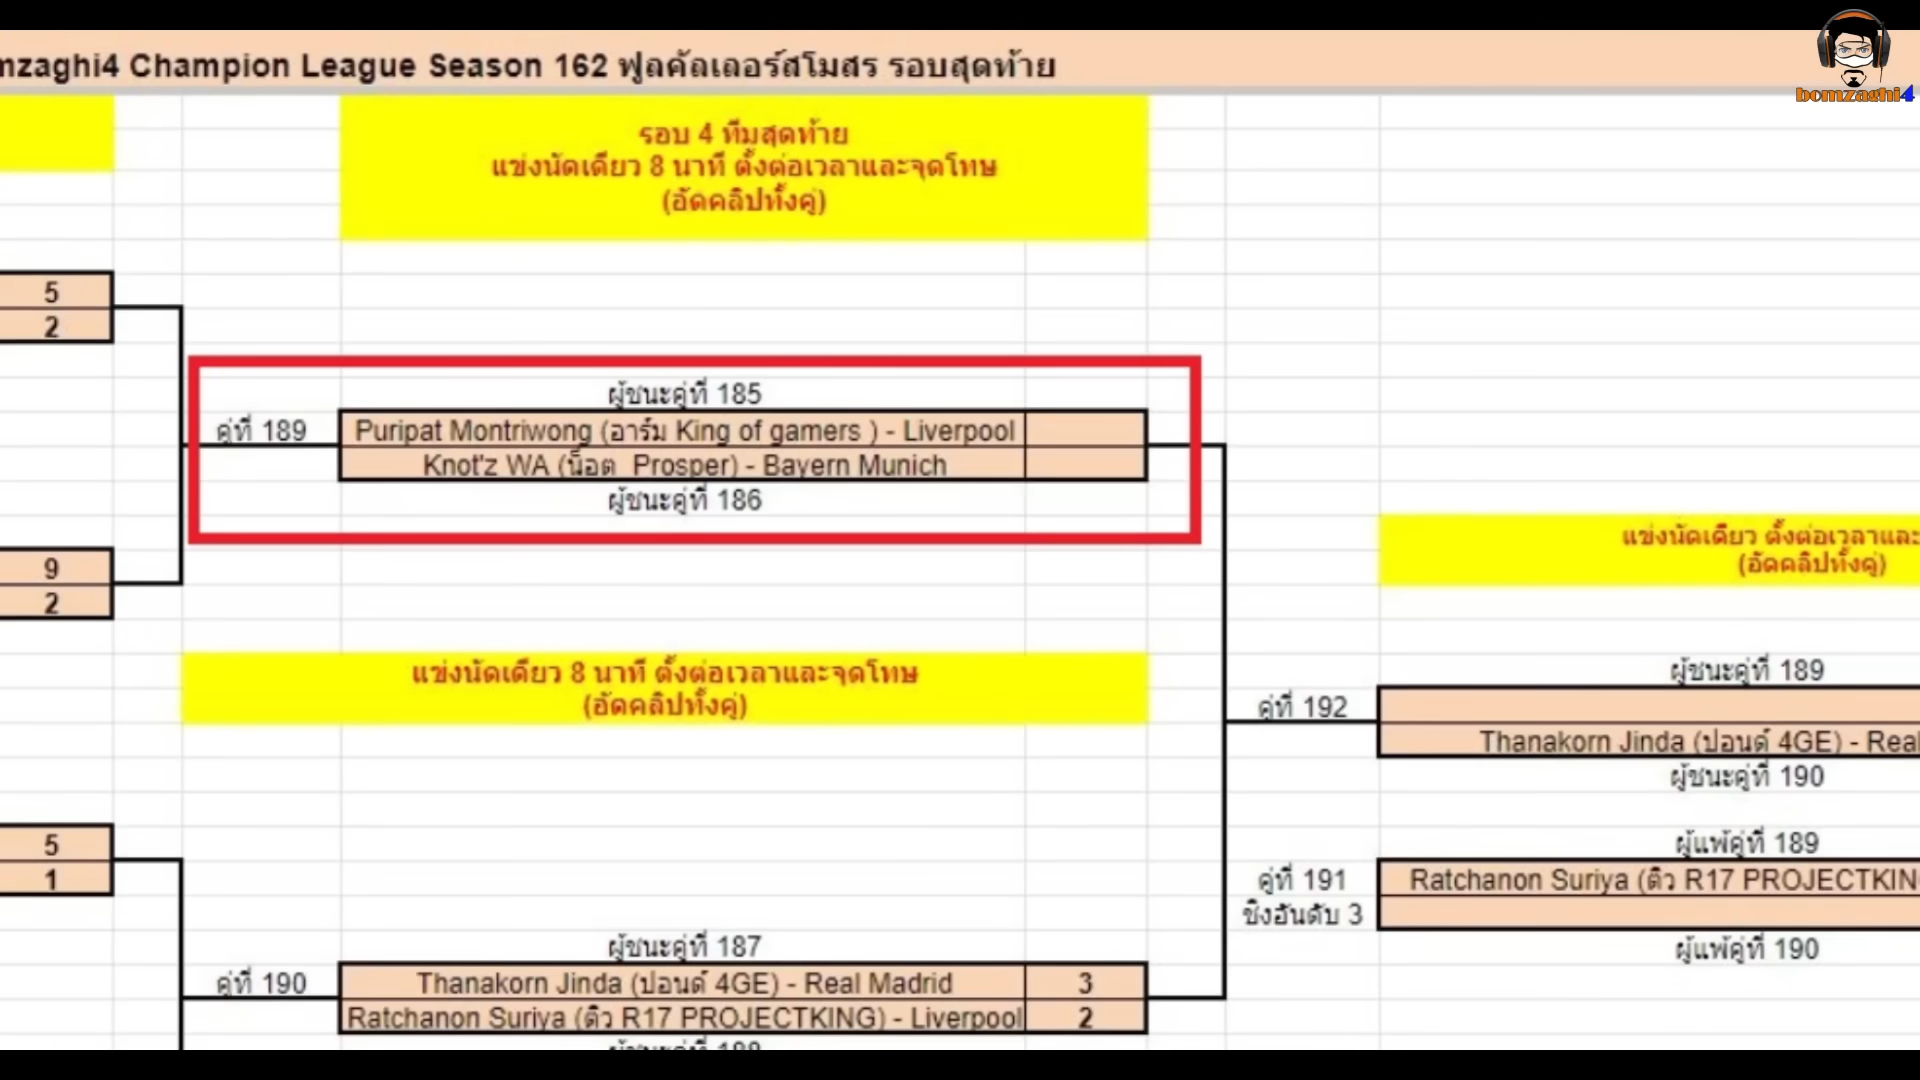 mzaghi4 Champion League Season 162 ฟูลคัลเลอร์สโมสร รอบสุดท้าย
bomzaghi4
รอบ 4 ทีมสุดท้าย
แข่งนัดเดียว 8 นาที ตั้งต่อเวลาและจุดโทษ
(อัดคลิปทั้งคู่)
5
2
ผู้ชนะคู่ที่ 185
คู่ที่ 189
Puripat Montriwong (อาร์ม King of gamers ) - Liverpool
Knot'z WA (น็อต Prosper) - Bayern Munich
ผู้ชนะคู่ที่ 186
9
2
แข่งนัดเดียว ตั้งต่อเวลาและ
(อัดคลิปทั้งคู่)
แข่งนัดเดียว 8 นาที ตั้งต่อเวลาและจุดโทษ
(อัดคลิปทั้งคู่)
ผู้ชนะคู่ที่ 189
คู่ที่ 192
Thanakorn Jinda (ปอนด์ 4GE) - Real
ผู้ชนะคู่ที่ 190
5
1
ผู้แพ้คู่ที่ 189
คู่ที่ 191
Ratchanon Suriya (ติว R17 PROJECTKIN
ชิงอันดับ 3
ผู้แพ้คู่ที่ 190
ผู้ชนะคู่ที่ 187
คู่ที่ 190
Thanakorn Jinda (ปอนด์ 4GE) - Real Madrid 3
Ratchanon Suriya (ติว R17 PROJECTKING) - Liverpool 2